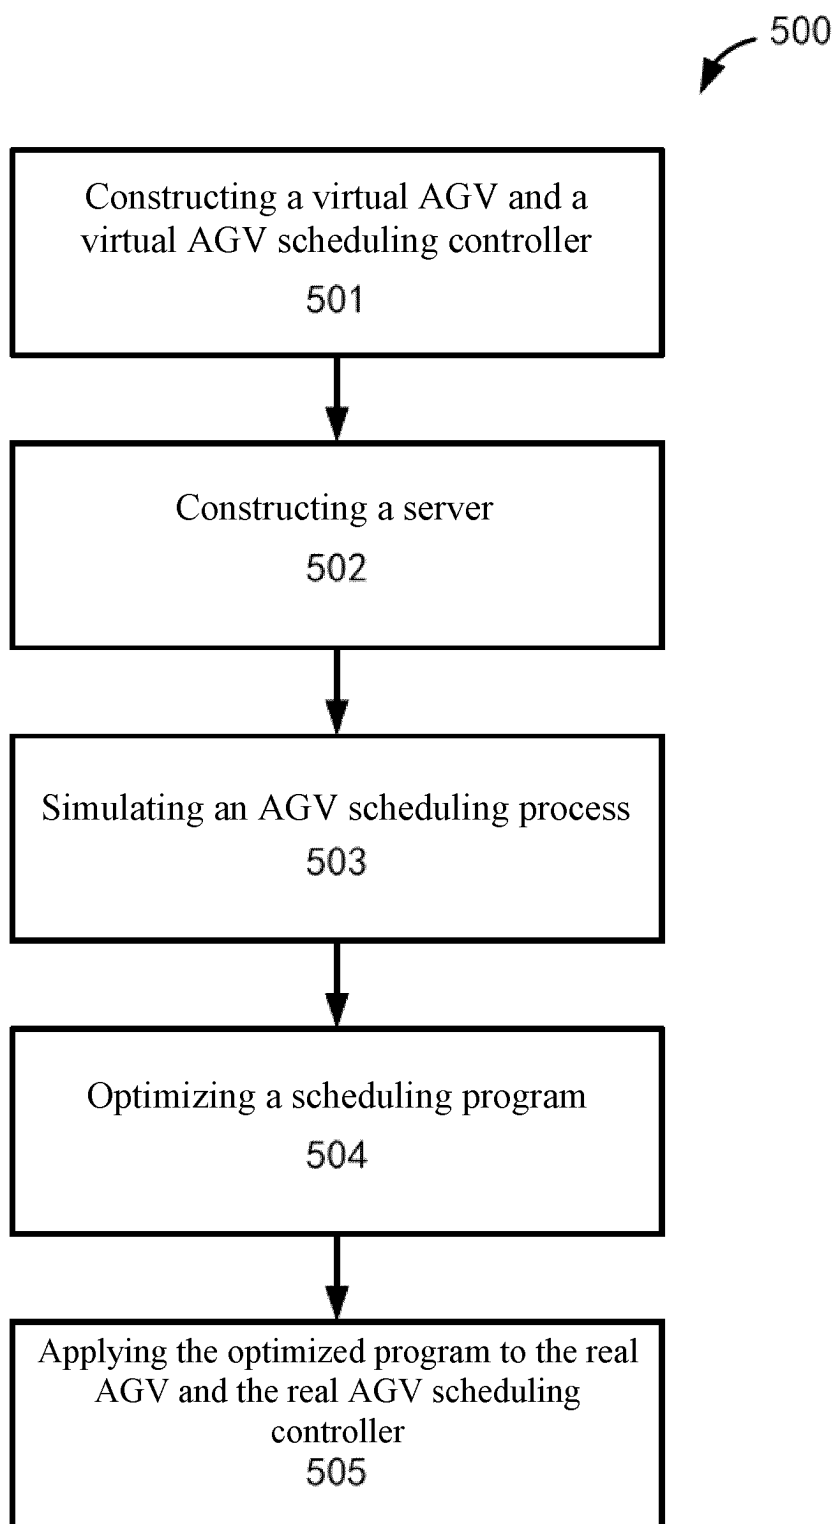 500
Constructing a virtual AGV and a
virtual AGV scheduling controller
501
Constructing a server
502
Simulating an AGV scheduling process
503
Optimizing a scheduling program
504
Applying the optimized program to the real
AGV and the real AGV scheduling
controller
505